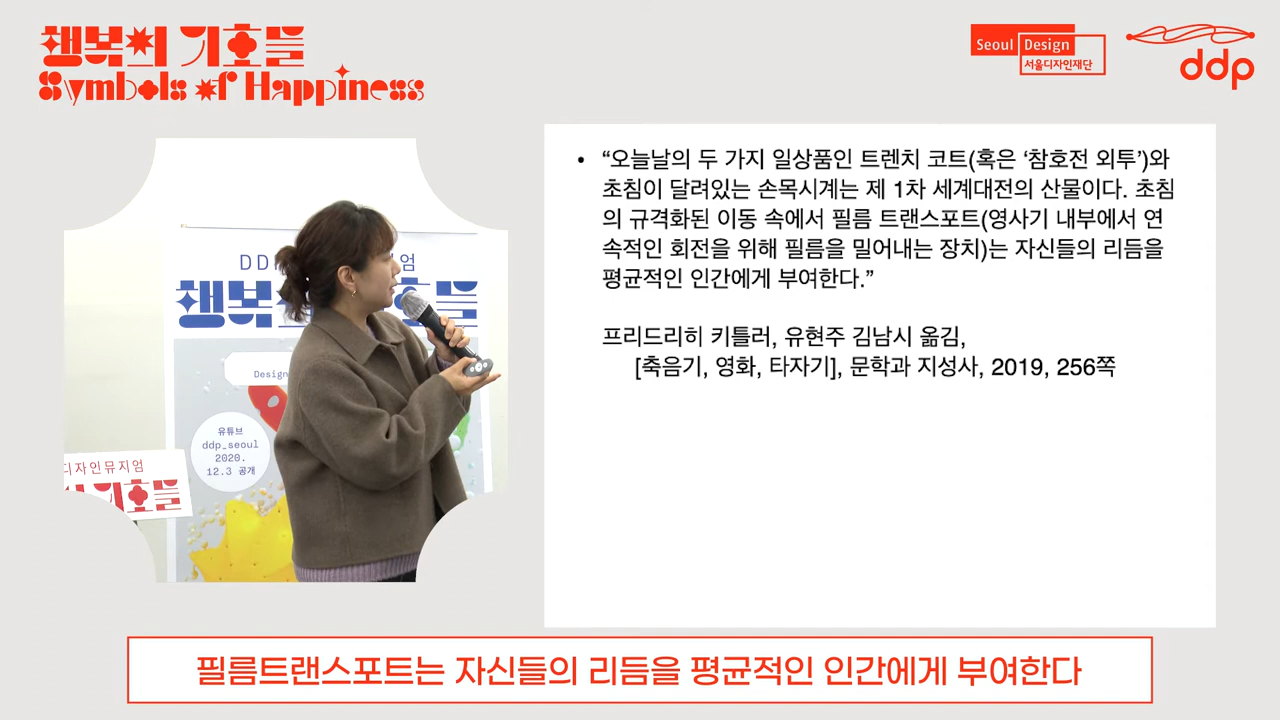 행복의 기호들
Symbols of Happiness
Seoul Design
서울디자인재단
ddp
• “오늘날의 두 가지 일상품인 트렌치 코트(혹은 ‘참호전 외투’)와
초침이 달려있는 손목시계는 제 1차 세계대전의 산물이다. 초침
의 규격화된 이동 속에서 필름 트랜스포트(영사기 내부에서 연
속적인 회전을 위해 필름을 밀어내는 장치)는 자신들의 리듬을
평균적인 인간에게 부여한다.”
프리드리히 키틀러, 유현주 김남시 옮김,
[축음기, 영화, 타자기], 문학과 지성사, 2019, 256쪽
Design
유튜브
ddp_seoul
2020.
12.3 공개
디자인뮤지엄
필름트랜스포트는 자신들의 리듬을 평균적인 인간에게 부여한다